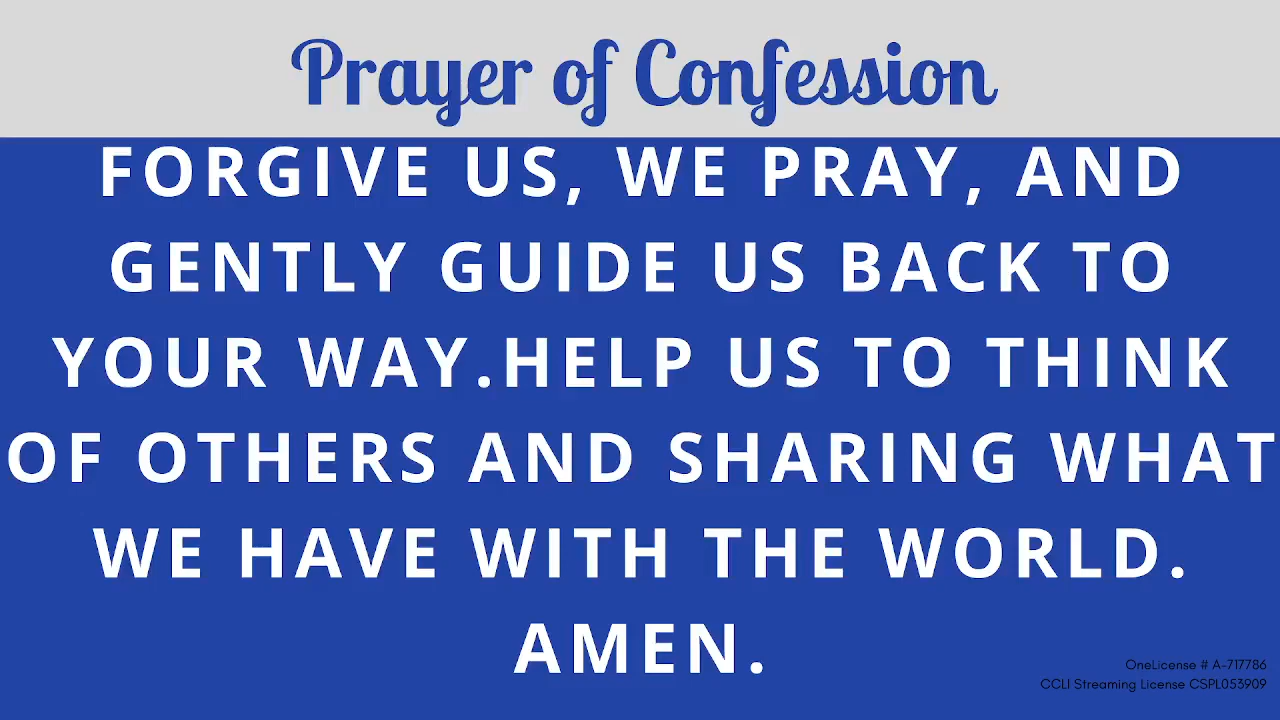 Prayer of Confession
FORGIVE US, WE PRAY, AND
GENTLY GUIDE US BACK TO
YOUR WAY.HELP US TO THINK
OF OTHERS AND SHARING WHAT
WE HAVE WITH THE WORLD.
AMEN.
OneLicense # A-717786
CCLI Streaming License CSPL053909